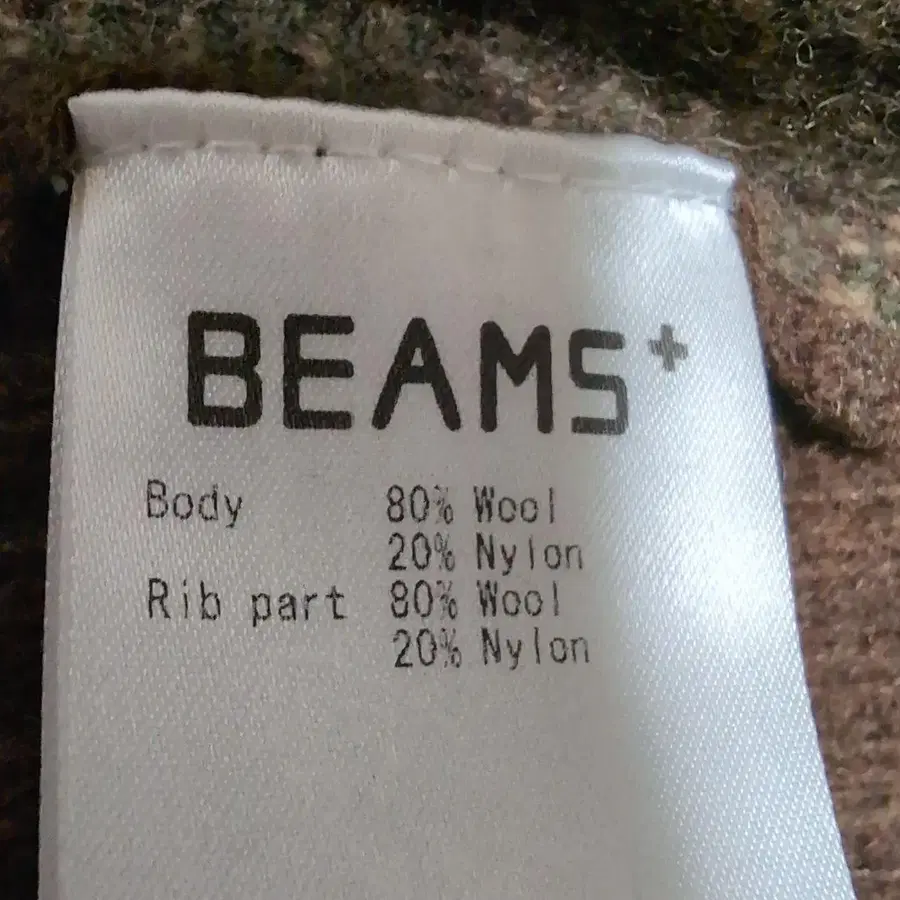 BEAMS+
Body 80% Wool
20% Nylon
Rib part 80% Wool
20% Nylon